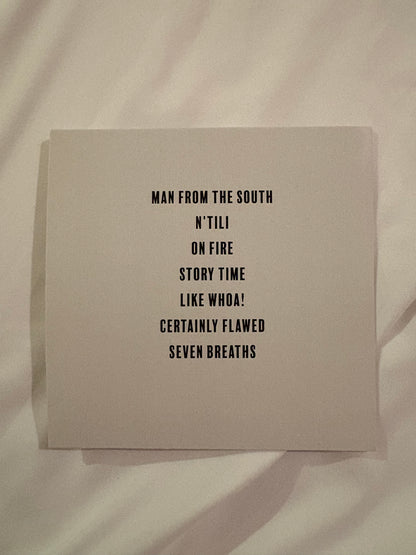 MAN FROM THE SOUTH
N'TILI
ON FIRE
STORY TIME
LIKE WHOA!
CERTAINLY FLAWED
SEVEN BREATHS